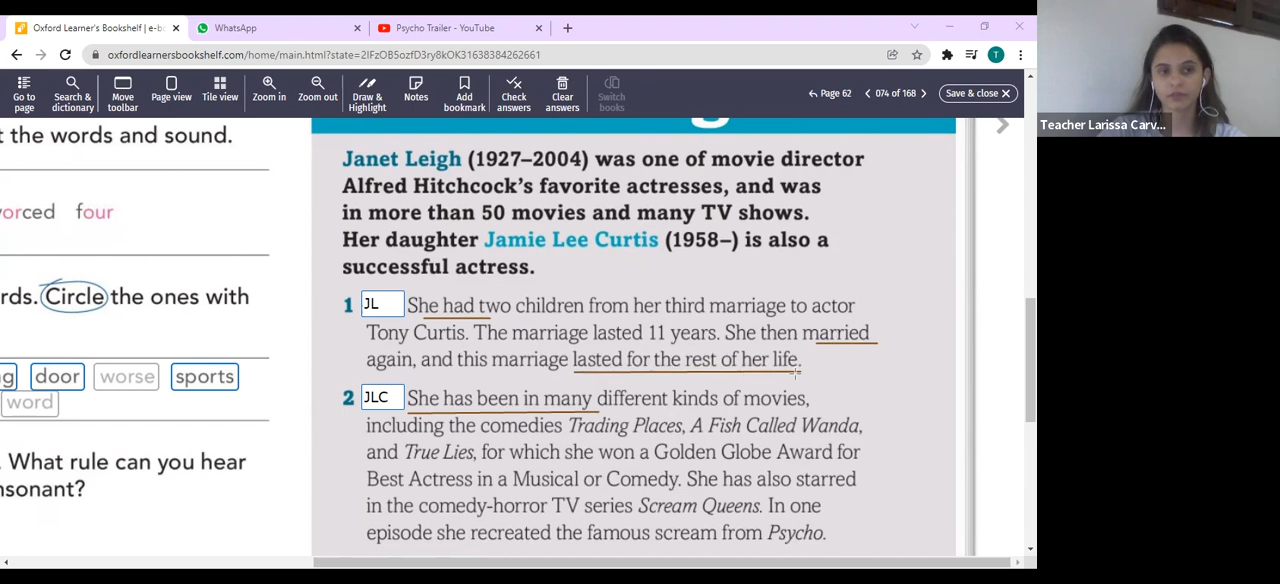 Oxford Learner's Bookshelf | e-b
WhatsApp
Psycho Trailer - YouTube
oxfordlearnersbookshelf.com/home/main.html?state=2IFzOB5ozfD3ry8kOK31638384262661
T
Go to page
Search & dictionary
Move toolbar
Page view
Tile view
Zoom in
Zoom out
Draw & Highlight
Notes
Add bookmark
Check answers
Clear answers
Switch books
Page 62
074 of 168
Save & close
Teacher Larissa Carv...
t the words and sound.
orced four
rds. Circle the ones with
g door worse sports
word
. What rule can you hear
nsonant?
Janet Leigh (1927–2004) was one of movie director
Alfred Hitchcock's favorite actresses, and was
in more than 50 movies and many TV shows.
Her daughter Jamie Lee Curtis (1958–) is also a
successful actress.
1 JL She had two children from her third marriage to actor
Tony Curtis. The marriage lasted 11 years. She then married
again, and this marriage lasted for the rest of her life.
2 JLC She has been in many different kinds of movies,
including the comedies Trading Places, A Fish Called Wanda,
and True Lies, for which she won a Golden Globe Award for
Best Actress in a Musical or Comedy. She has also starred
in the comedy-horror TV series Scream Queens. In one
episode she recreated the famous scream from Psycho.